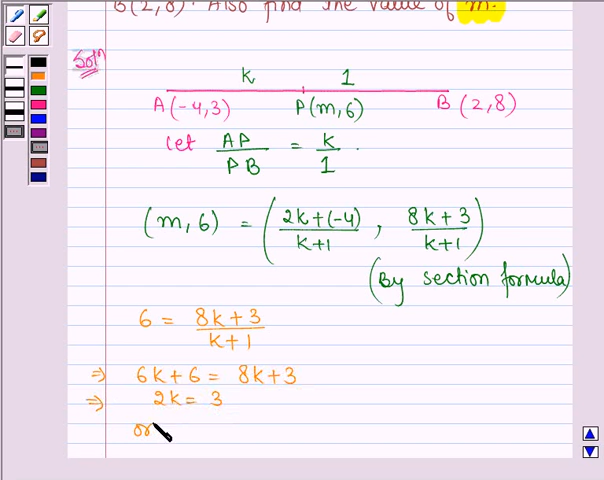 B(2,8). Also find the value of m.
Solⁿ
k 1
A(-4,3) P(m,6) B(2,8)
let AP/PB = k/1.
(m,6) = ( (2k+(-4))/(k+1) , (8k+3)/(k+1) )
(By section formula)
6 = (8k+3)/(k+1)
⇒ 6k+6 = 8k+3
⇒ 2k = 3
or